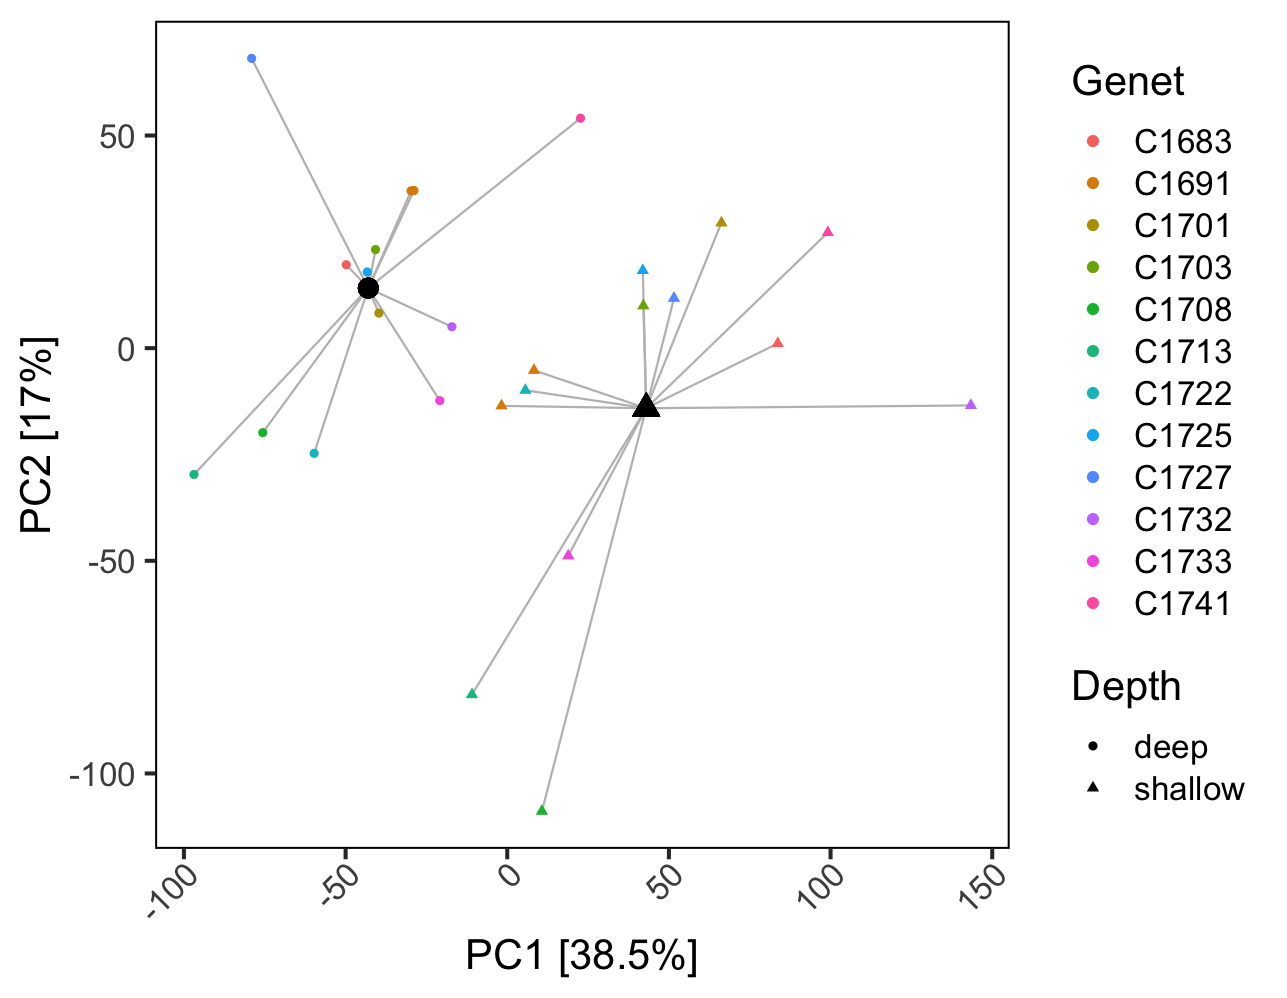 50
0
-50
-100
PC2 [17%]
-100
-50
0
50
100
150
PC1 [38.5%]
Genet
C1683
C1691
C1701
C1703
C1708
C1713
C1722
C1725
C1727
C1732
C1733
C1741
Depth
deep
shallow